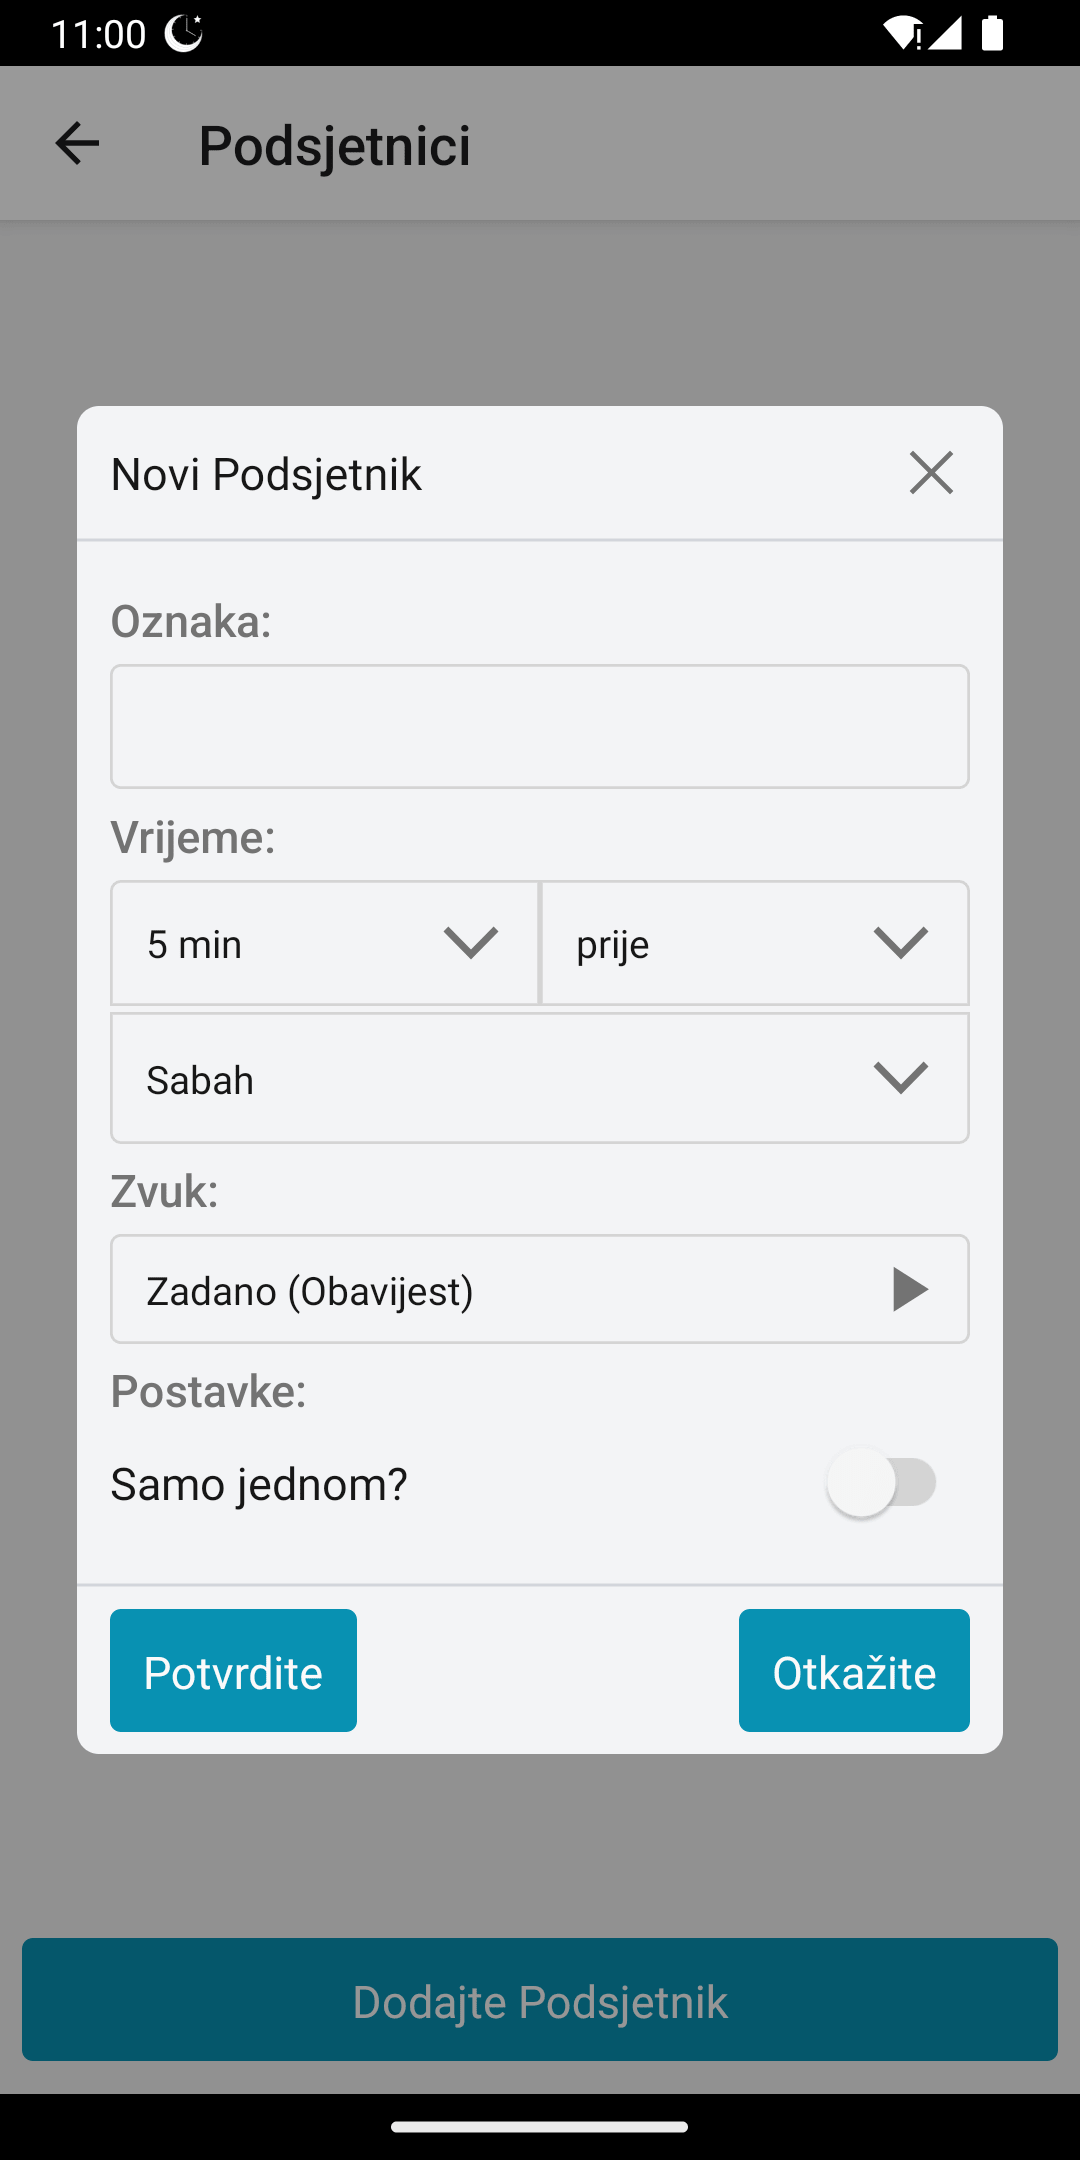 11:00
Podsjetnici
Novi Podsjetnik
Oznaka:
Vrijeme:
5 min
prije
Sabah
Zvuk:
Zadano (Obavijest)
Postavke:
Samo jednom?
Potvrdite
Otkažite
Dodajte Podsjetnik